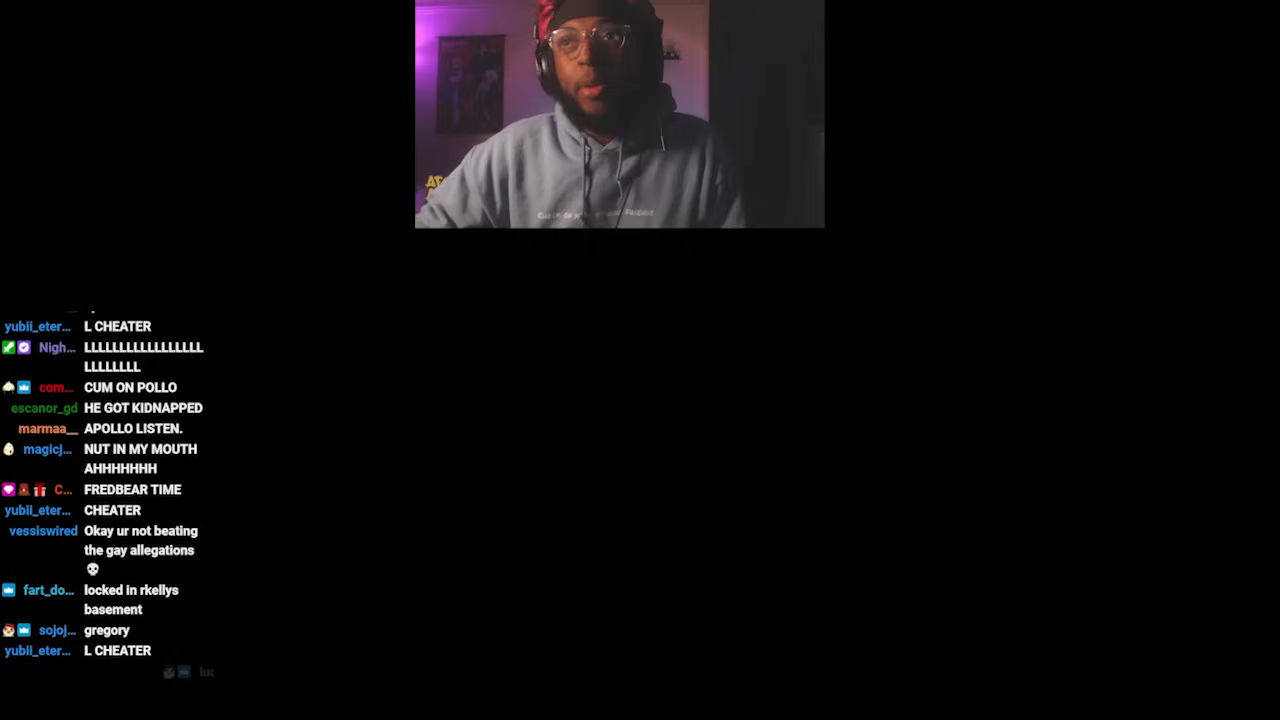 yubii_eter... L CHEATER
Nigh... LLLLLLLLLLLLLLLLL
LLLLLLLL
com... CUM ON POLLO
escanor_gd HE GOT KIDNAPPED
marmaa__ APOLLO LISTEN.
magicj... NUT IN MY MOUTH
AHHHHHHH
C... FREDBEAR TIME
yubii_eter... CHEATER
vessiswired Okay ur not beating
the gay allegations
💀
fart_do... locked in rkellys
basement
sojoj... gregory
yubii_eter... L CHEATER